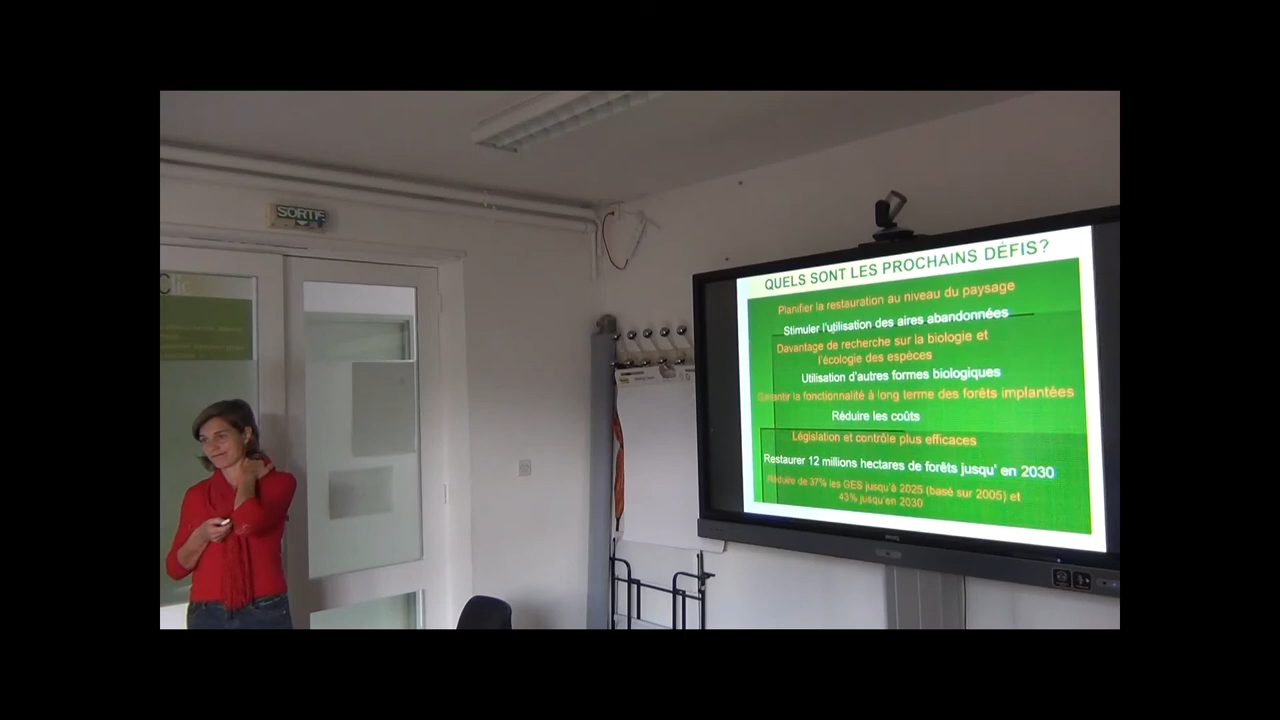 SORTIE
QUELS SONT LES PROCHAINS DÉFIS?
Planifier la restauration au niveau du paysage
Stimuler l'utilisation des aires abandonnées
Davantage de recherche sur la biologie et
l'écologie des espèces
Utilisation d'autres formes biologiques
Garantir la fonctionnalité à long terme des forêts implantées
Réduire les coûts
Législation et contrôle plus efficaces
Restaurer 12 millions hectares de forêts jusqu' en 2030
Réduire de 37% les GES jusqu'à 2025 (basé sur 2005) et
43% jusqu'en 2030